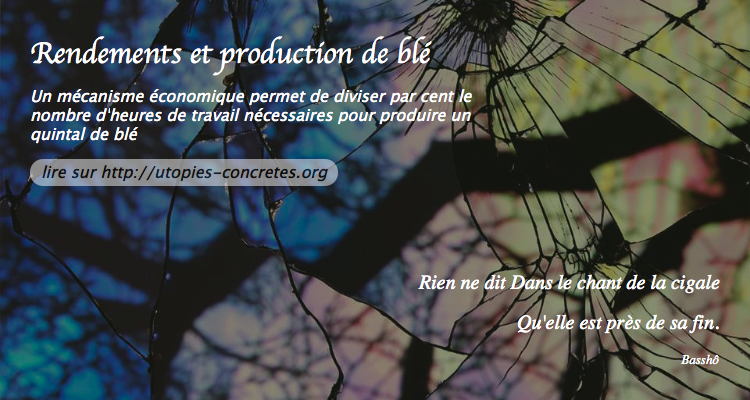 Rendements et production de blé
Un mécanisme économique permet de diviser par cent le
nombre d'heures de travail nécessaires pour produire un
quintal de blé
lire sur http://utopies-concretes.org
Rien ne dit Dans le chant de la cigale
Qu'elle est près de sa fin.
Basshô